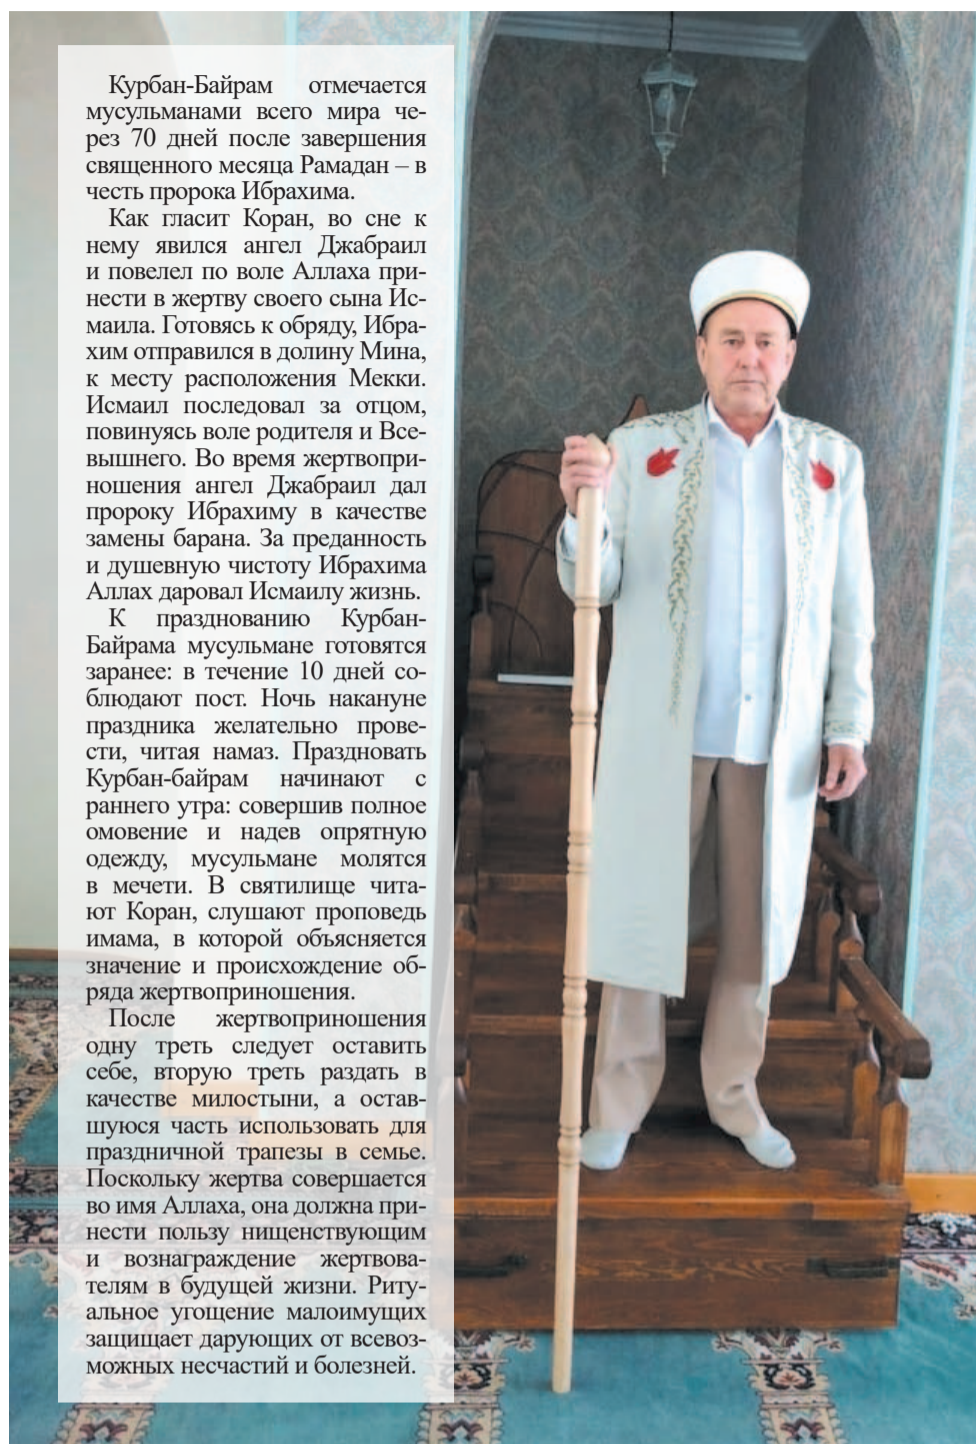 Курбан-Байрам отмечается
мусульманами всего мира че-
рез 70 дней после завершения
священного месяца Рамадан – в
честь пророка Ибрахима.
Как гласит Коран, во сне к
нему явился ангел Джабраил
и повелел по воле Аллаха при-
нести в жертву своего сына Ис-
маила. Готовясь к обряду, Ибра-
хим отправился в долину Мина,
к месту расположения Мекки.
Исмаил последовал за отцом,
повинуясь воле родителя и Все-
вышнего. Во время жертвопри-
ношения ангел Джабраил дал
пророку Ибрахиму в качестве
замены барана. За преданность
и душевную чистоту Ибрахима
Аллах даровал Исмаилу жизнь.
К празднованию Курбан-
Байрама мусульмане готовятся
заранее: в течение 10 дней со-
блюдают пост. Ночь накануне
праздника желательно прове-
сти, читая намаз. Праздновать
Курбан-байрам начинают с
раннего утра: совершив полное
омовение и надев опрятную
одежду, мусульмане молятся
в мечети. В святилище чита-
ют Коран, слушают проповедь
имама, в которой объясняется
значение и происхождение об-
ряда жертвоприношения.
После жертвоприношения
одну треть следует оставить
себе, вторую треть раздать в
качестве милостыни, а остав-
шуюся часть использовать для
праздничной трапезы в семье.
Поскольку жертва совершается
во имя Аллаха, она должна при-
нести пользу нищенствующим
и вознаграждение жертвова-
телям в будущей жизни. Риту-
альное угощение малоимущих
защищает дарующих от всевоз-
можных несчастий и болезней.